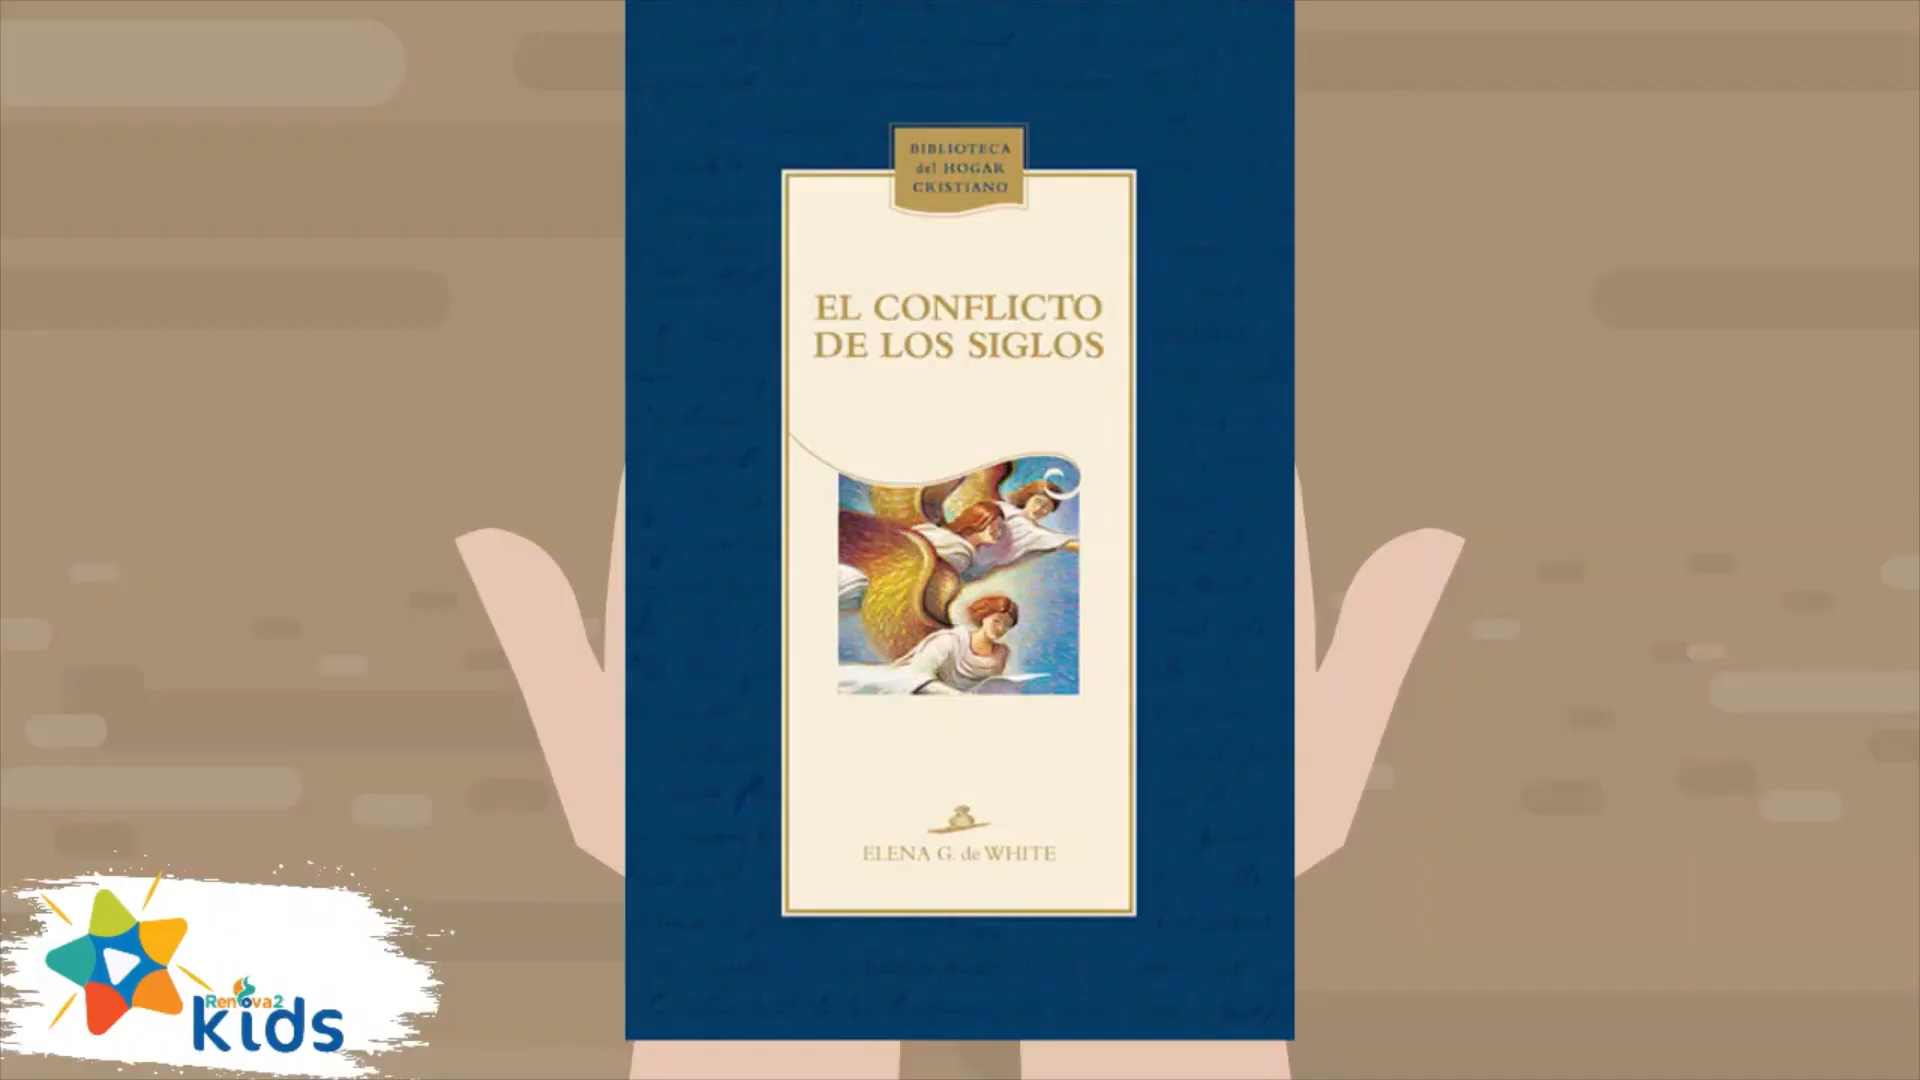 BIBLIOTECA
del HOGAR
CRISTIANO
EL CONFLICTO
DE LOS SIGLOS
ELENA G. de WHITE
Renova2
kids